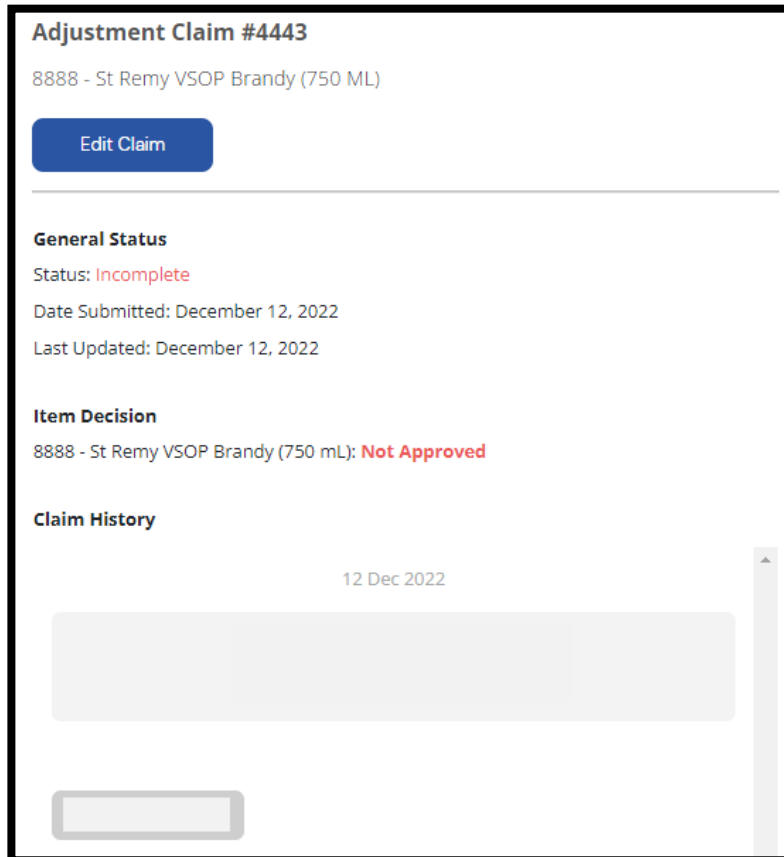 Adjustment Claim #4443
8888 - St Remy VSOP Brandy (750 ML)
Edit Claim
General Status
Status: Incomplete
Date Submitted: December 12, 2022
Last Updated: December 12, 2022
Item Decision
8888 - St Remy VSOP Brandy (750 mL): Not Approved
Claim History
12 Dec 2022